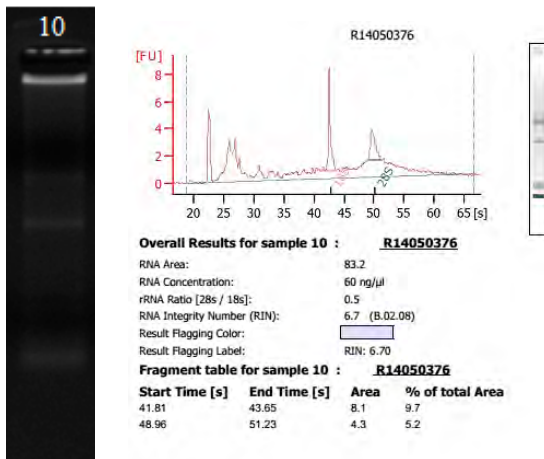 10
R14050376
[FU]
8
6
4
2
0
20 25 30 35 40 45 50 55 60 65 [s]
18S
28S
Overall Results for sample 10 : R14050376
RNA Area: 83.2
RNA Concentration: 60 ng/µl
rRNA Ratio [28s / 18s]: 0.5
RNA Integrity Number (RIN): 6.7 (B.02.08)
Result Flagging Color:
Result Flagging Label: RIN: 6.70
Fragment table for sample 10 : R14050376
Start Time [s] End Time [s] Area % of total Area
41.81 43.65 8.1 9.7
48.96 51.23 4.3 5.2